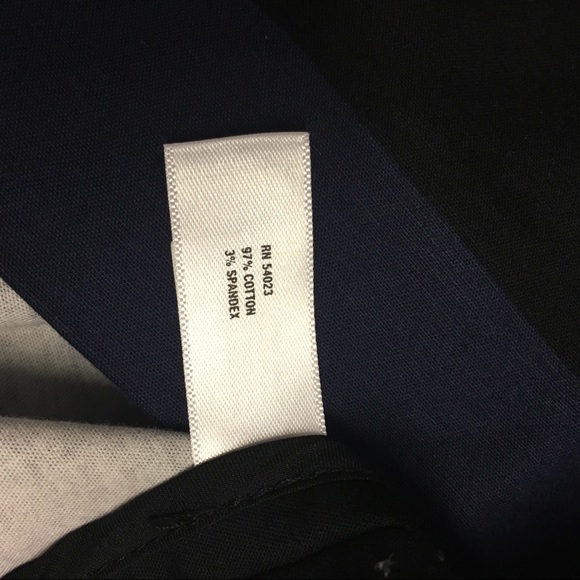 RN 54023
97% COTTON
3% SPANDEX